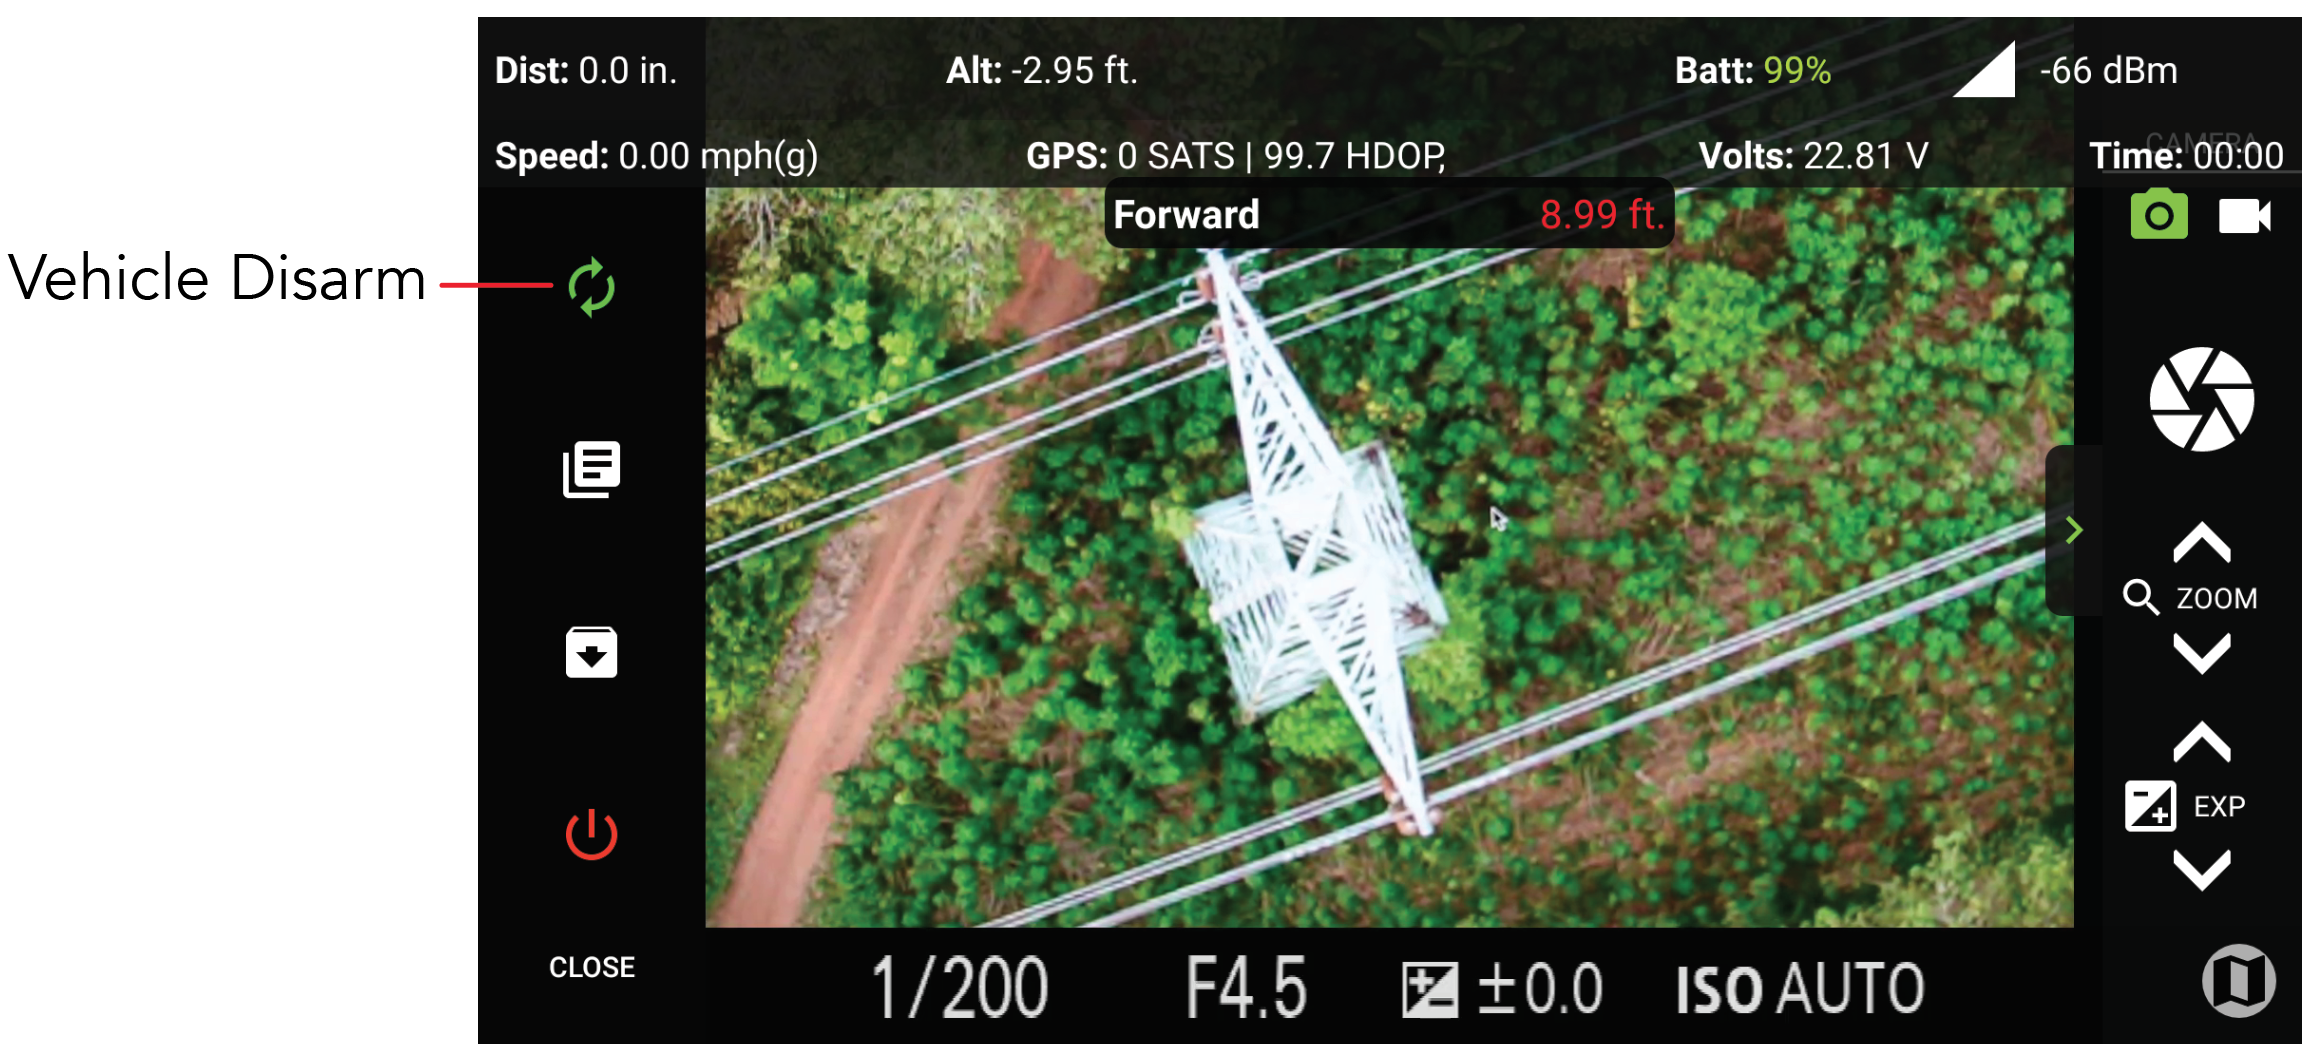 Dist: 0.0 in. Alt: -2.95 ft. Batt: 99% -66 dBm
CAMERA
Speed: 0.00 mph(g) GPS: 0 SATS | 99.7 HDOP, Volts: 22.81 V Time: 00:00
Forward 8.99 ft.
Vehicle Disarm
ZOOM
EXP
CLOSE
1/200 F4.5 ±0.0 ISO AUTO